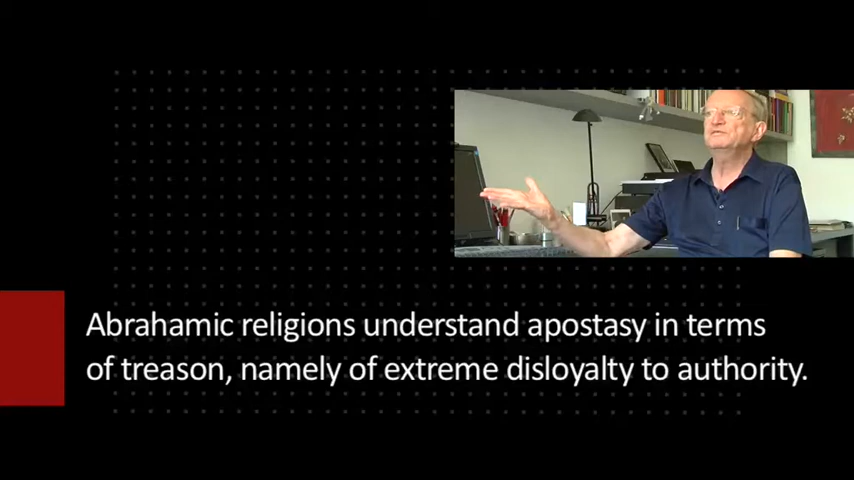 Abrahamic religions understand apostasy in terms
of treason, namely of extreme disloyalty to authority.